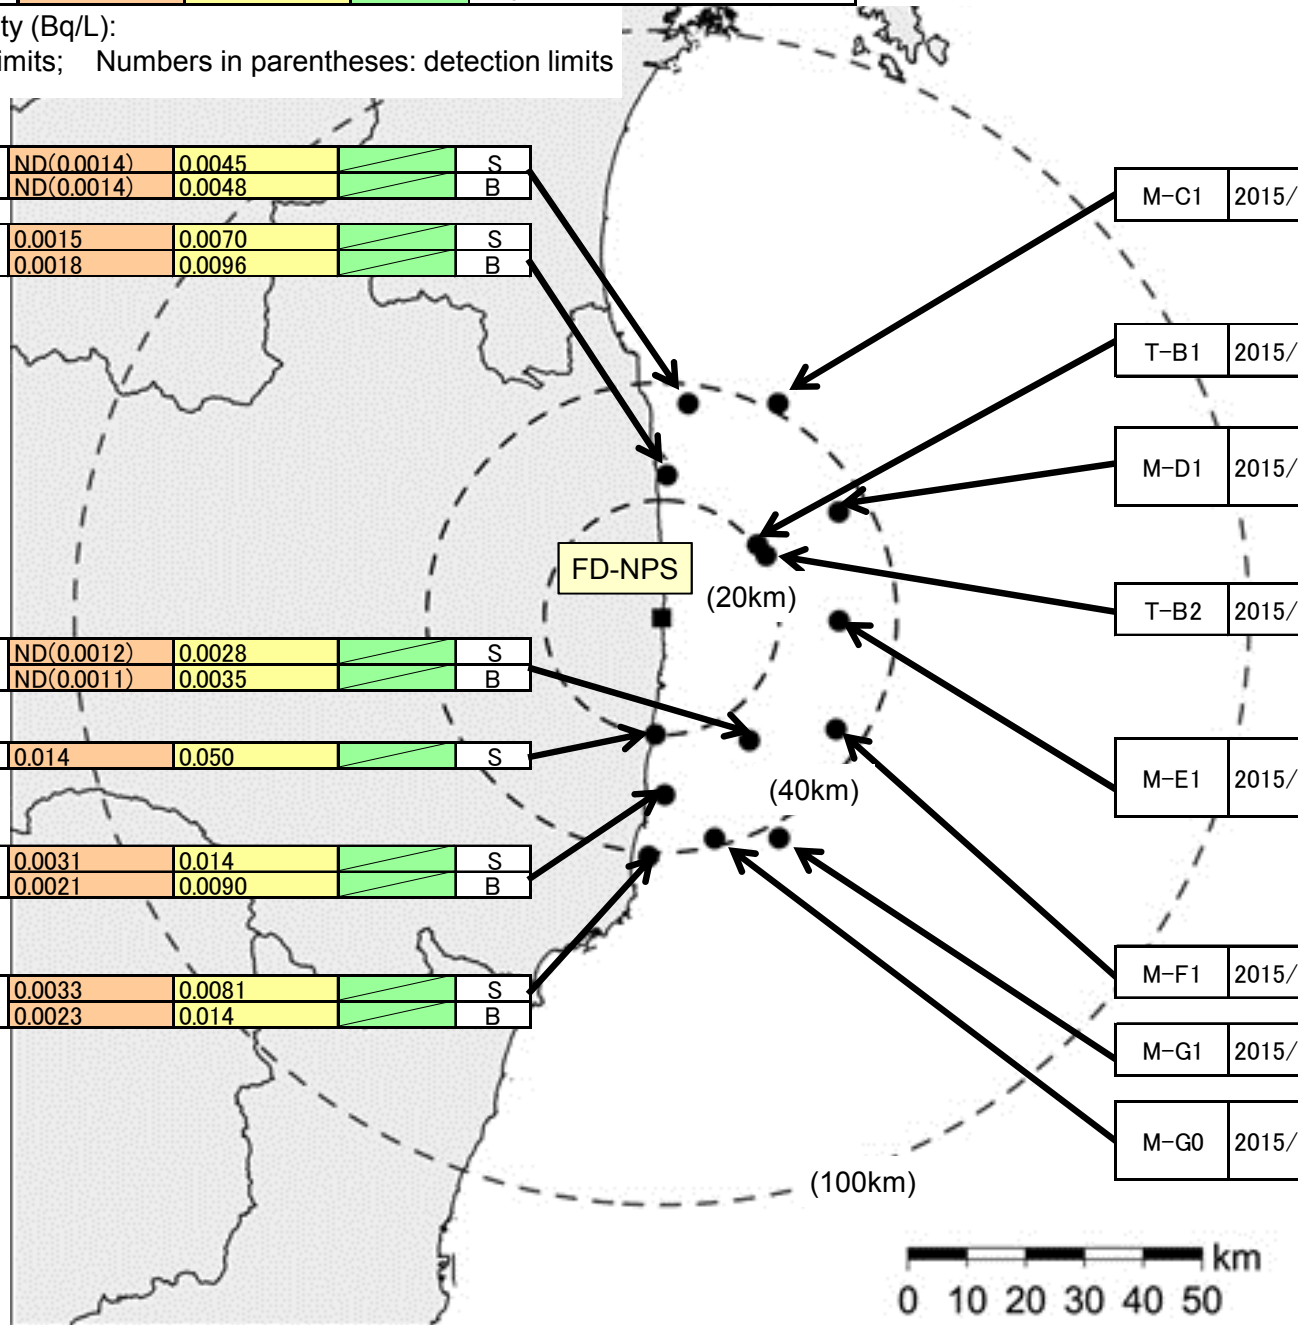 ty (Bq/L):
imits; Numbers in parentheses: detection limits
ND(0.0014) 0.0045 S
ND(0.0014) 0.0048 B
M-C1 2015/
0.0015 0.0070 S
0.0018 0.0096 B
T-B1 2015/
M-D1 2015/
FD-NPS
(20km)
T-B2 2015/
ND(0.0012) 0.0028 S
ND(0.0011) 0.0035 B
0.014 0.050 S
M-E1 2015/
(40km)
0.0031 0.014 S
0.0021 0.0090 B
M-F1 2015/
0.0033 0.0081 S
0.0023 0.014 B
M-G1 2015/
M-G0 2015/
(100km)
km
0 10 20 30 40 50